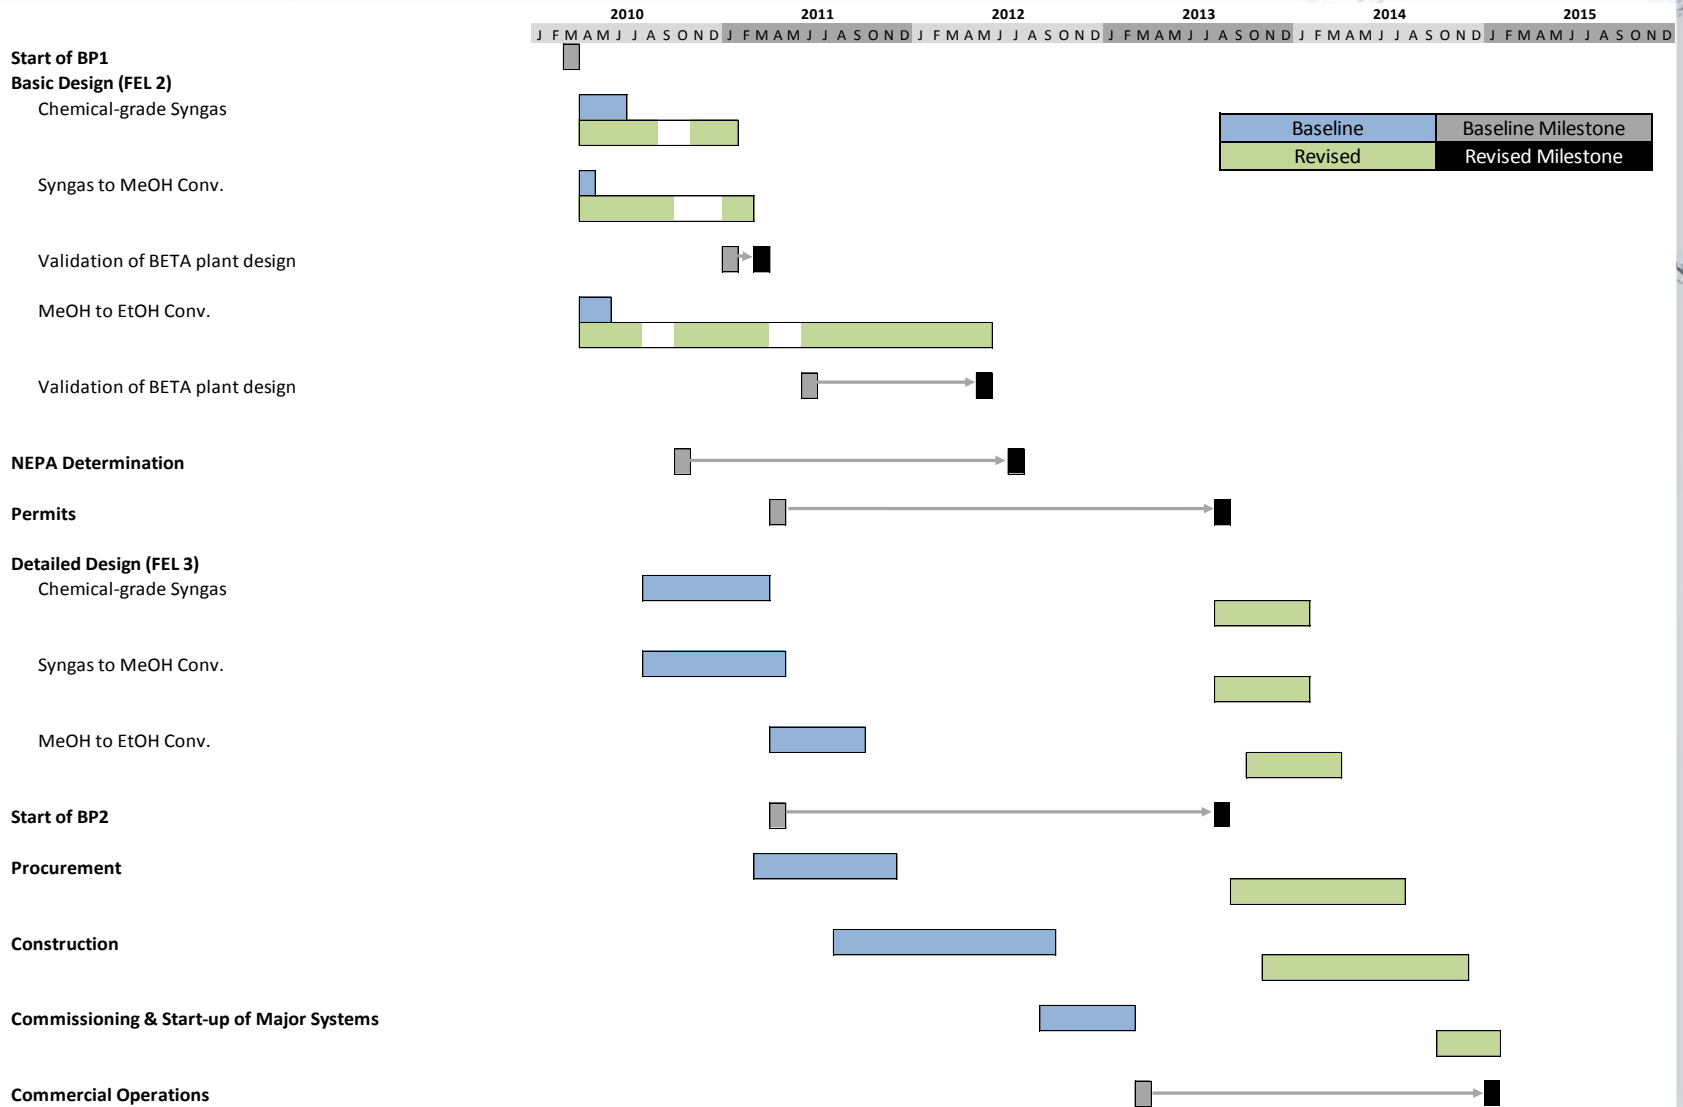 2010 2011 2012 2013 2014 2015
J F M A M J J A S O N D J F M A M J J A S O N D J F M A M J J A S O N D J F M A M J J A S O N D J F M A M J J A S O N D J F M A M J J A S O N D
Start of BP1
Basic Design (FEL 2)
Chemical-grade Syngas
Baseline Baseline Milestone
Revised Revised Milestone
Syngas to MeOH Conv.
Validation of BETA plant design
MeOH to EtOH Conv.
Validation of BETA plant design
NEPA Determination
Permits
Detailed Design (FEL 3)
Chemical-grade Syngas
Syngas to MeOH Conv.
MeOH to EtOH Conv.
Start of BP2
Procurement
Construction
Commissioning & Start-up of Major Systems
Commercial Operations